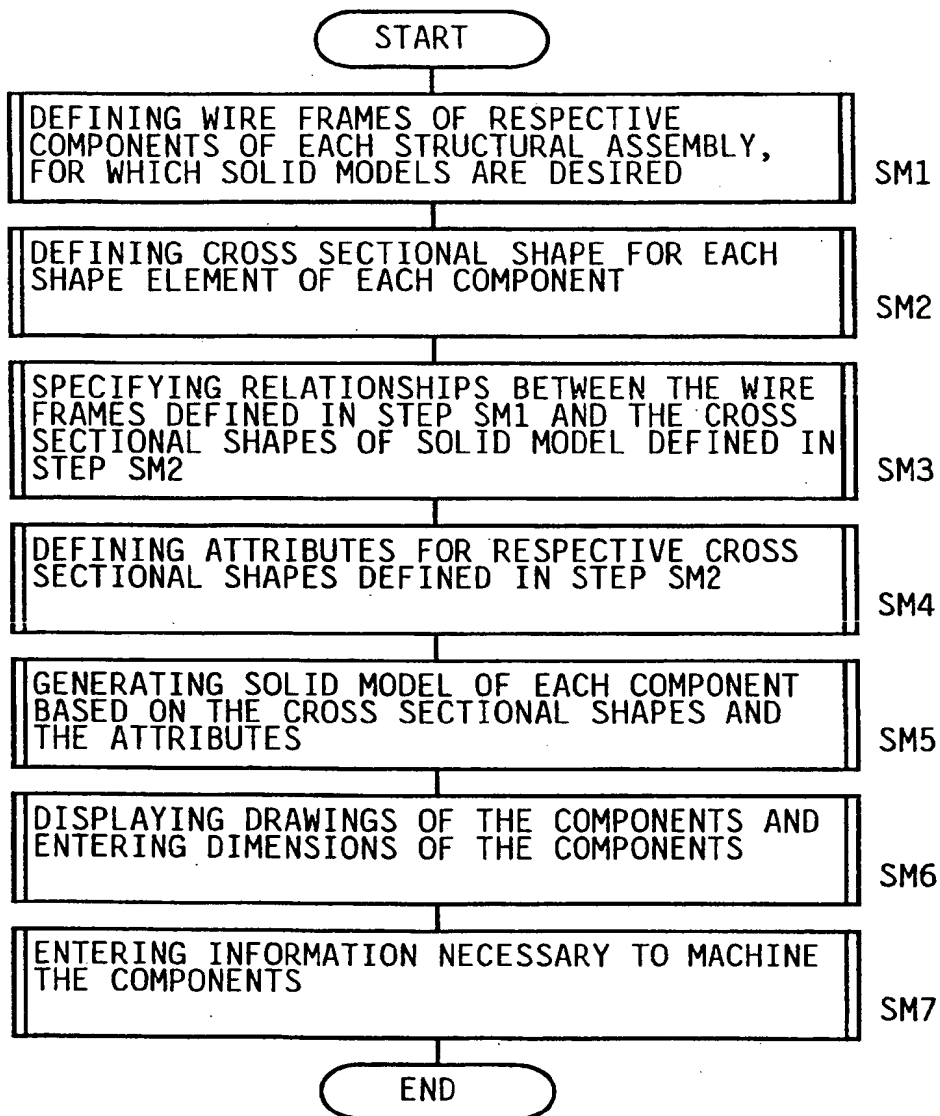 START
DEFINING WIRE FRAMES OF RESPECTIVE
COMPONENTS OF EACH STRUCTURAL ASSEMBLY,
FOR WHICH SOLID MODELS ARE DESIRED
SM1
DEFINING CROSS SECTIONAL SHAPE FOR EACH
SHAPE ELEMENT OF EACH COMPONENT
SM2
SPECIFYING RELATIONSHIPS BETWEEN THE WIRE
FRAMES DEFINED IN STEP SM1 AND THE CROSS
SECTIONAL SHAPES OF SOLID MODEL DEFINED IN
STEP SM2
SM3
DEFINING ATTRIBUTES FOR RESPECTIVE CROSS
SECTIONAL SHAPES DEFINED IN STEP SM2
SM4
GENERATING SOLID MODEL OF EACH COMPONENT
BASED ON THE CROSS SECTIONAL SHAPES AND
THE ATTRIBUTES
SM5
DISPLAYING DRAWINGS OF THE COMPONENTS AND
ENTERING DIMENSIONS OF THE COMPONENTS
SM6
ENTERING INFORMATION NECESSARY TO MACHINE
THE COMPONENTS
SM7
END